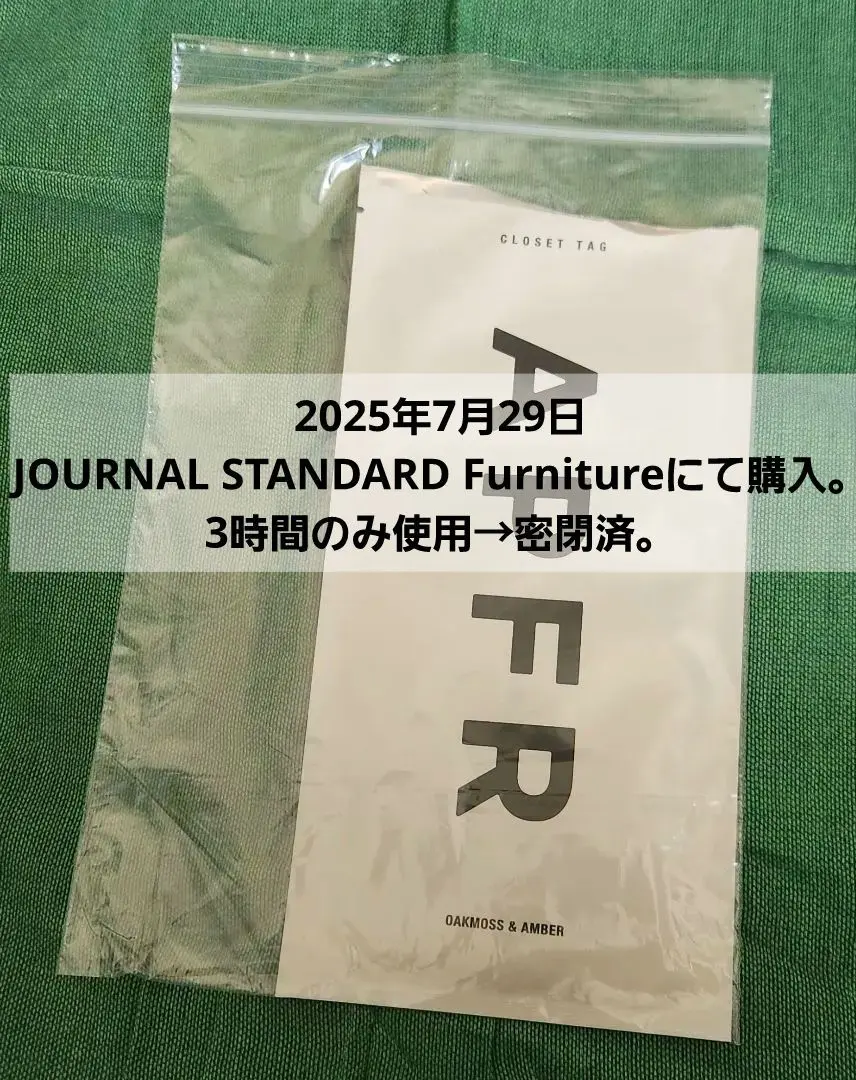 CLOSET TAG
APFR
2025年7月29日
JOURNAL STANDARD Furnitureにて購入。
3時間のみ使用→密閉済。
OAKMOSS & AMBER